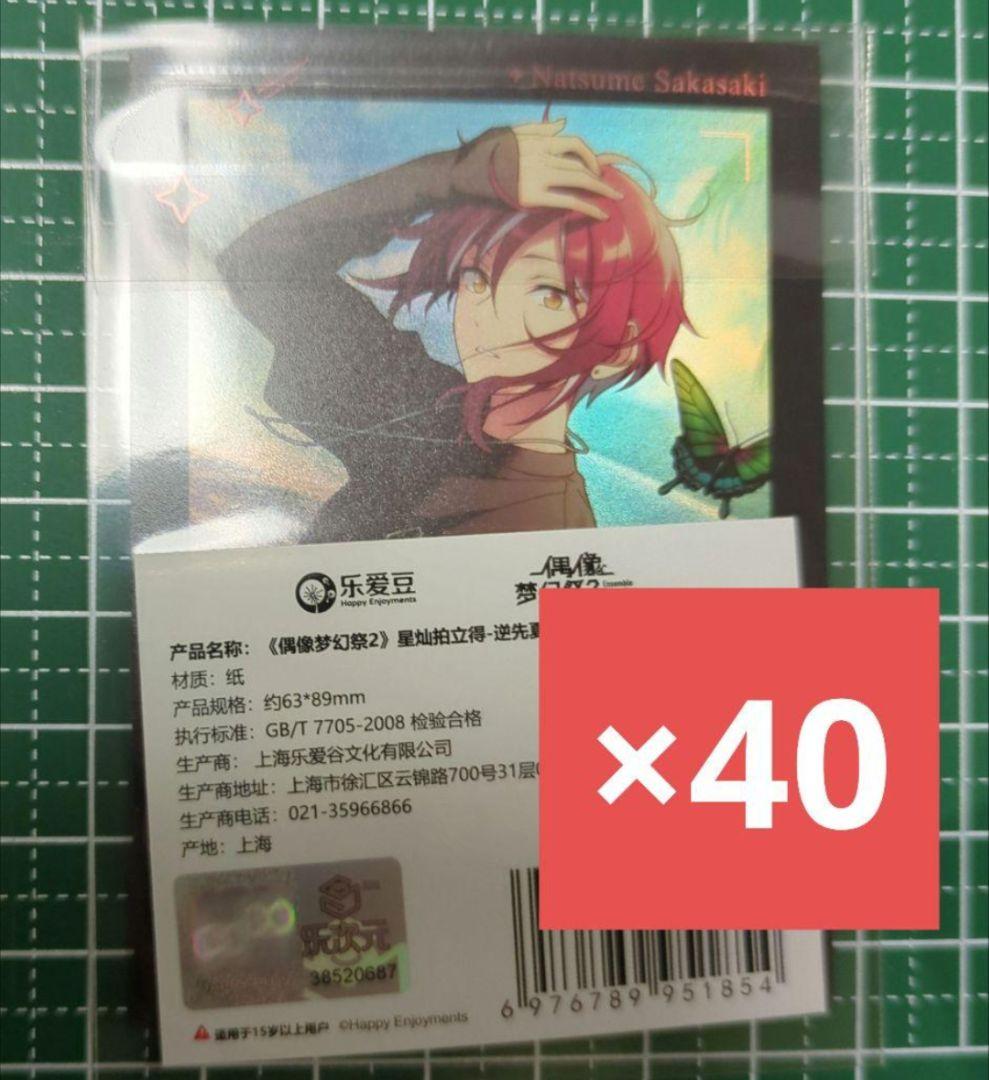 Natsume Sakasaki
乐爱豆
Happy Enjoyments
偶像
梦幻祭2
Ensemble
产品名称：《偶像梦幻祭2》星灿拍立得-逆先夏
材质：纸
产品规格：约63*89mm
执行标准：GB/T 7705-2008 检验合格
生产商：上海乐爱谷文化有限公司
生产商地址：上海市徐汇区云锦路700号31层
生产商电话：021-35966866
产地：上海
×40
乐次元
38520687
6 976789 951854
适用于15岁以上用户 ©Happy Enjoyments